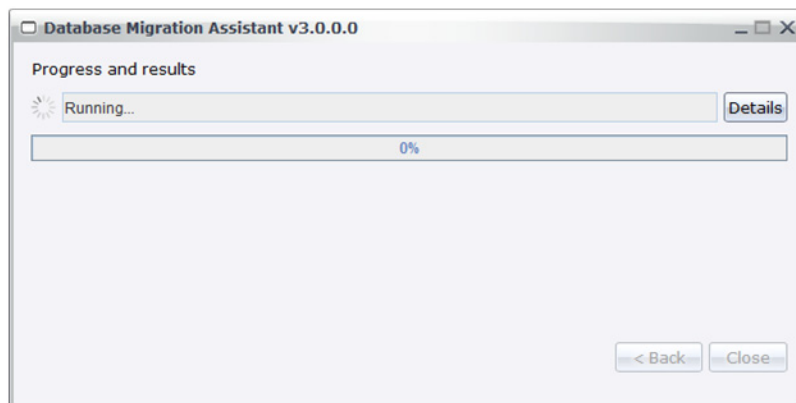 Database Migration Assistant v3.0.0.0
Progress and results
Running...
Details
0%
< Back
Close